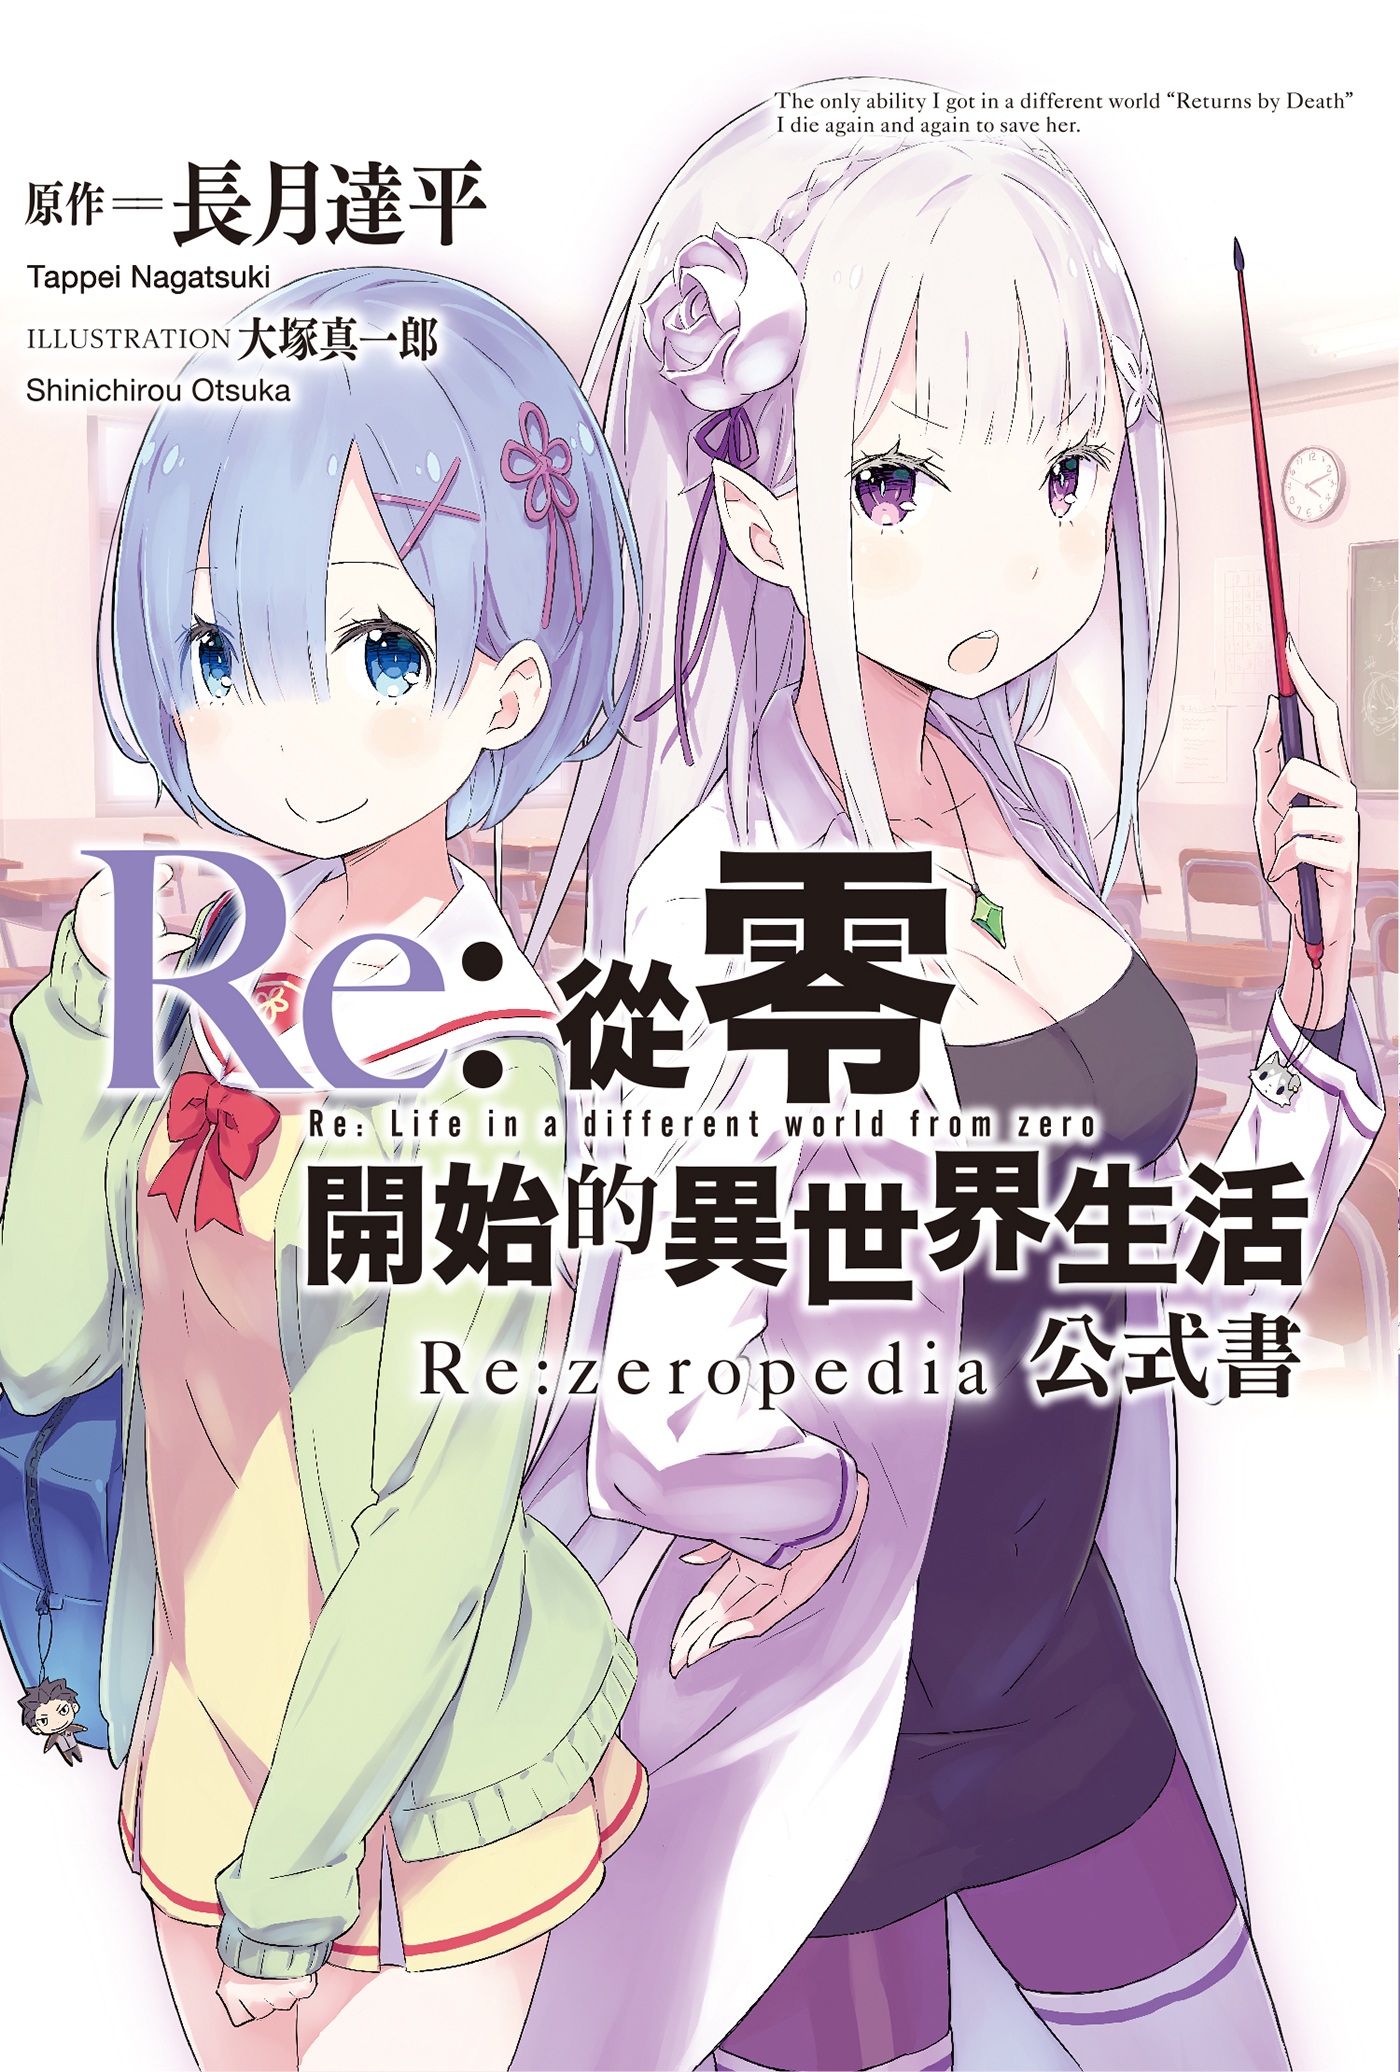 The only ability I got in a different world “Returns by Death”
I die again and again to save her.
原作＝長月達平
Tappei Nagatsuki
ILLUSTRATION 大塚真一郎
Shinichirou Otsuka
Re:從零
Re: Life in a different world from zero
開始的異世界生活
Re:zeropedia 公式書